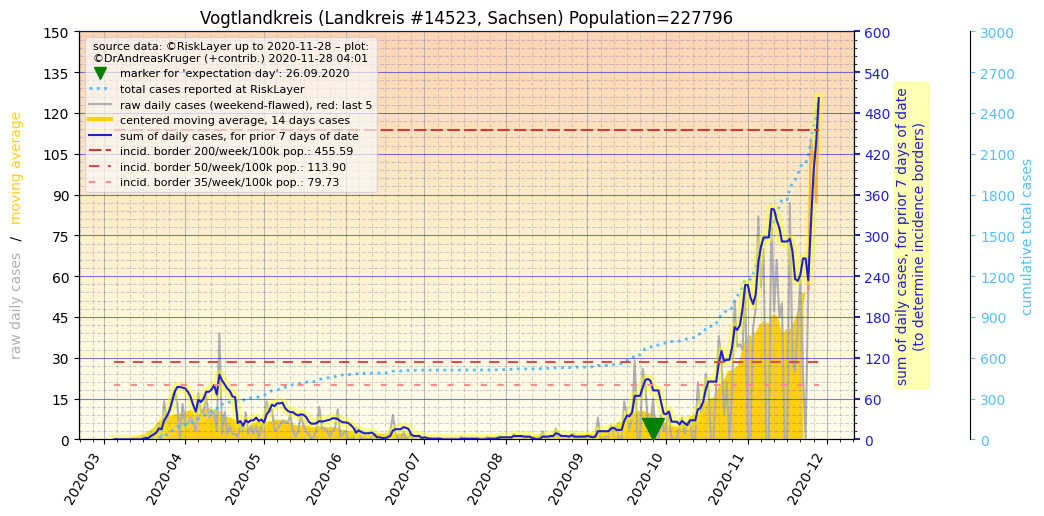 Vogtlandkreis (Landkreis #14523, Sachsen) Population=227796
source data: ©RiskLayer up to 2020-11-28 – plot:
©DrAndreasKruger (+contrib.) 2020-11-28 04:01
marker for 'expectation day': 26.09.2020
total cases reported at RiskLayer
raw daily cases (weekend-flawed), red: last 5
centered moving average, 14 days cases
sum of daily cases, for prior 7 days of date
incid. border 200/week/100k pop.: 455.59
incid. border 50/week/100k pop.: 113.90
incid. border 35/week/100k pop.: 79.73
raw daily cases / moving average
150
135
120
105
90
75
60
45
30
15
0
2020-03
2020-04
2020-05
2020-06
2020-07
2020-08
2020-09
2020-10
2020-11
2020-12
600
540
480
420
360
300
240
180
120
60
0
sum of daily cases, for prior 7 days of date
(to determine incidence borders)
3000
2700
2400
2100
1800
1500
1200
900
600
300
0
cumulative total cases